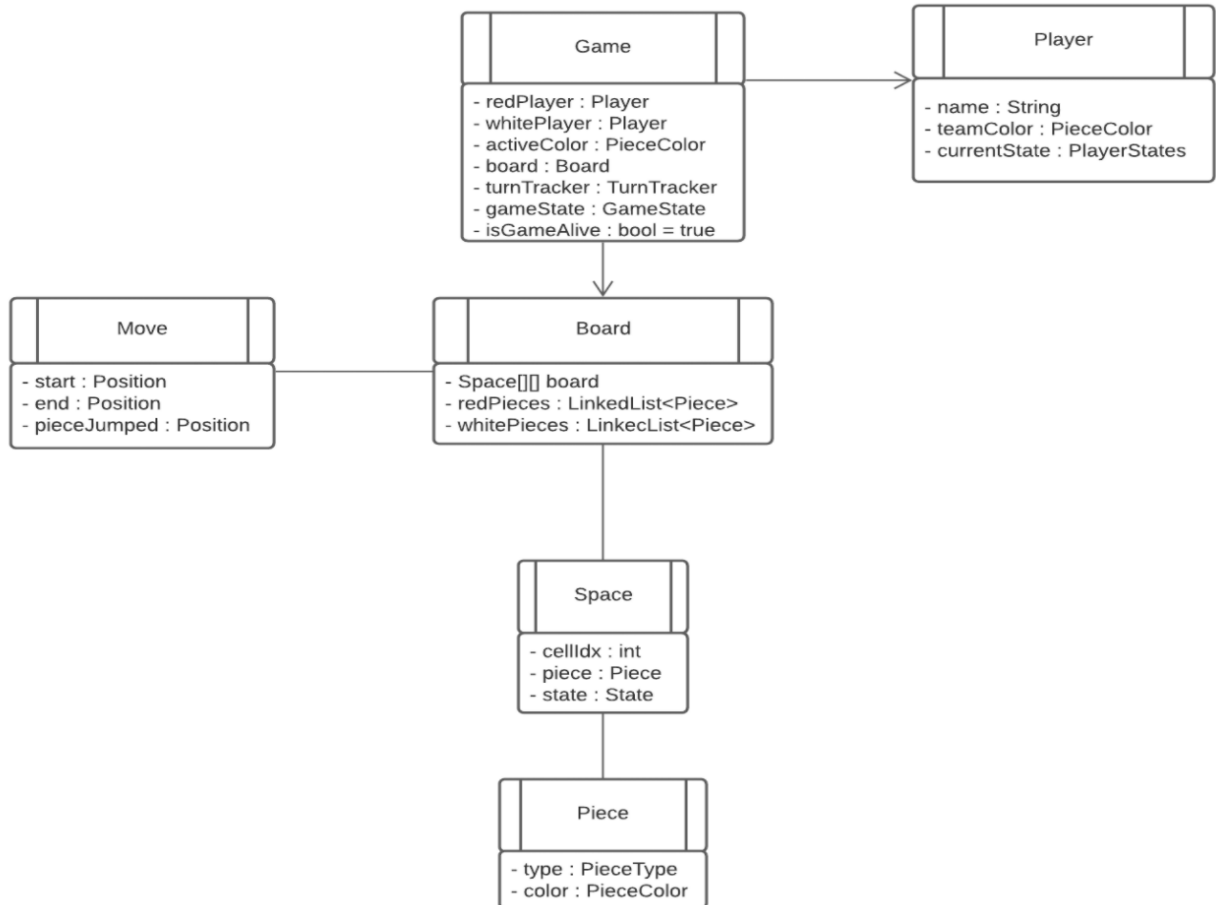 Game
- redPlayer : Player
- whitePlayer : Player
- activeColor : PieceColor
- board : Board
- turnTracker : TurnTracker
- gameState : GameState
- isGameAlive : bool = true
Player
- name : String
- teamColor : PieceColor
- currentState : PlayerStates
Move
- start : Position
- end : Position
- pieceJumped : Position
Board
- Space[][] board
- redPieces : LinkedList<Piece>
- whitePieces : LinkecList<Piece>
Space
- cellIdx : int
- piece : Piece
- state : State
Piece
- type : PieceType
- color : PieceColor